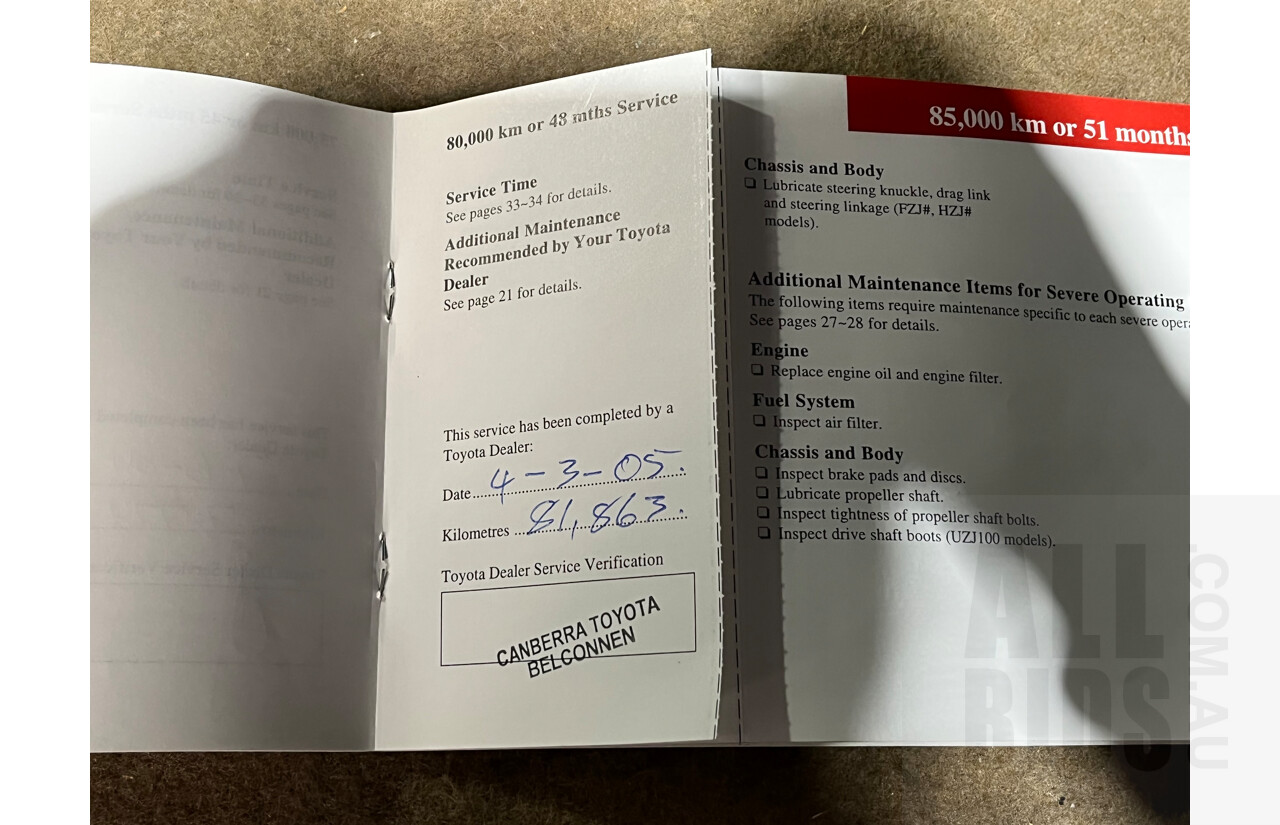 80,000 km or 48 mths Service
Service Time
See pages 33~34 for details.
Additional Maintenance
Recommended by Your Toyota
Dealer
See page 21 for details.
This service has been completed by a
Toyota Dealer:
Date 4-3-05.
Kilometres 81,863.
Toyota Dealer Service Verification
CANBERRA TOYOTA
BELCONNEN
85,000 km or 51 months
Chassis and Body
❏ Lubricate steering knuckle, drag link
and steering linkage (FZJ#, HZJ#
models).
Additional Maintenance Items for Severe Operating
The following items require maintenance specific to each severe opera
See pages 27~28 for details.
Engine
❏ Replace engine oil and engine filter.
Fuel System
❏ Inspect air filter.
Chassis and Body
❏ Inspect brake pads and discs.
❏ Lubricate propeller shaft.
❏ Inspect tightness of propeller shaft bolts.
❏ Inspect drive shaft boots (UZJ100 models).
ALL
BIDS
.COM.AU